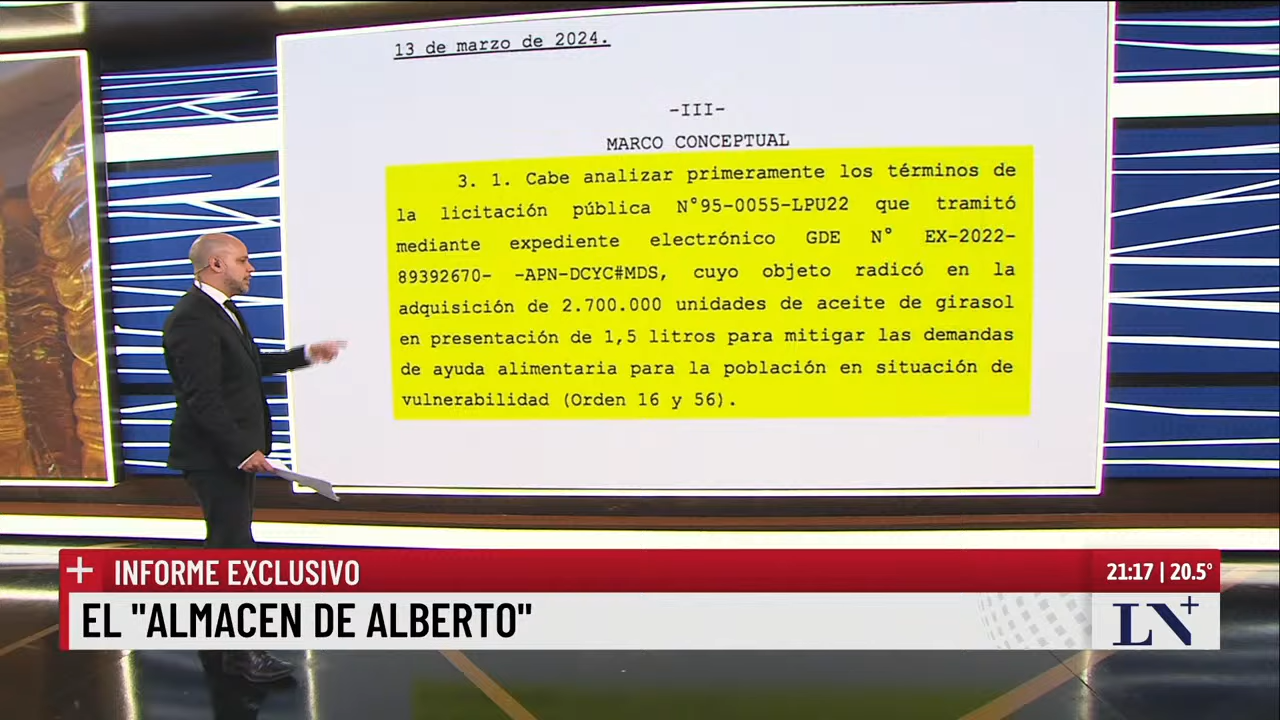 13 de marzo de 2024.
-III-
MARCO CONCEPTUAL
3. 1. Cabe analizar primeramente los términos de
la licitación pública N°95-0055-LPU22 que tramitó
mediante expediente electrónico GDE N° EX-2022-
89392670- -APN-DCYC#MDS, cuyo objeto radicó en la
adquisición de 2.700.000 unidades de aceite de girasol
en presentación de 1,5 litros para mitigar las demandas
de ayuda alimentaria para la población en situación de
vulnerabilidad (Orden 16 y 56).
+ INFORME EXCLUSIVO
21:17 | 20.5°
EL "ALMACEN DE ALBERTO"
LN+